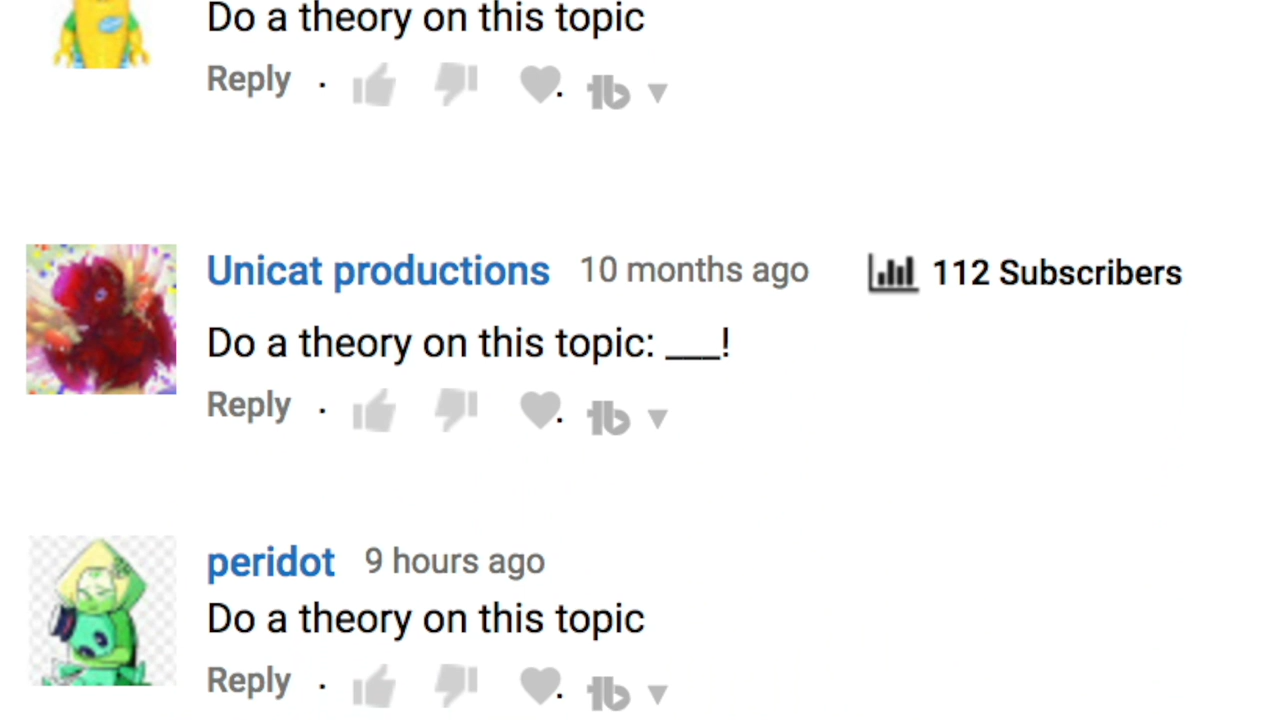 Do a theory on this topic
Reply .
Unicat productions 10 months ago 112 Subscribers
Do a theory on this topic: ___!
Reply .
peridot 9 hours ago
Do a theory on this topic
Reply .